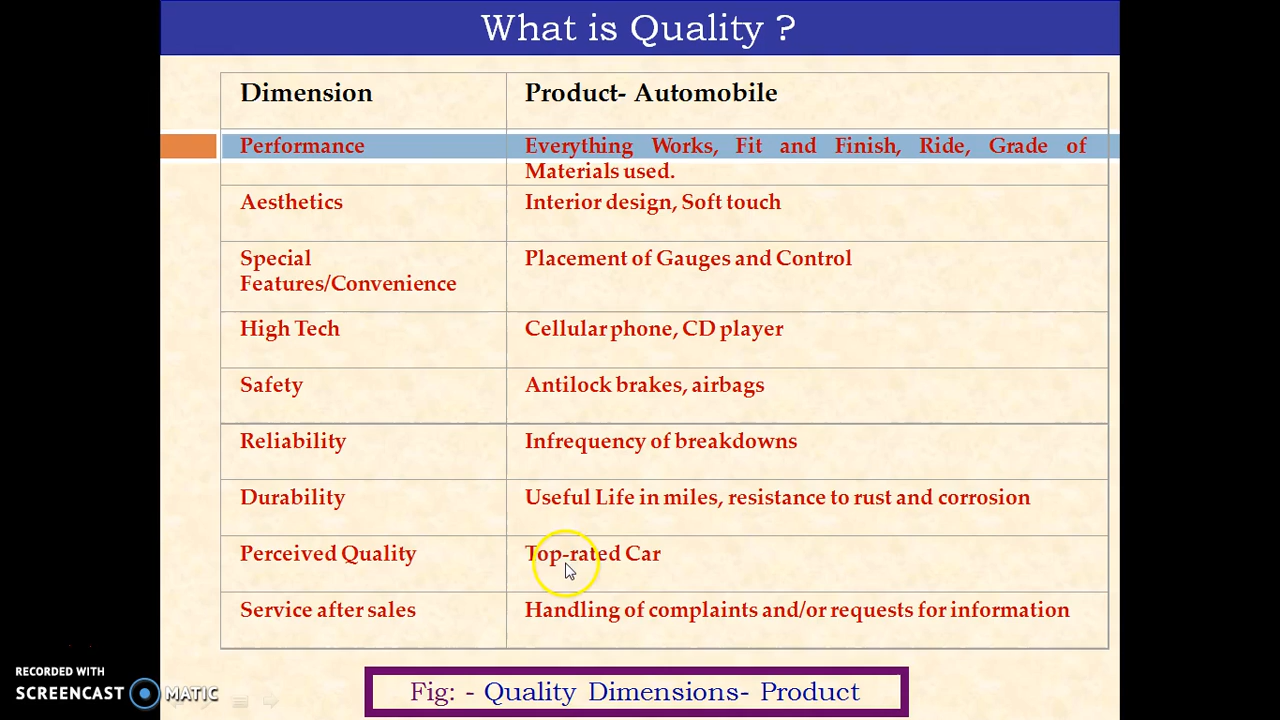 What is Quality ?
Dimension Product- Automobile
Performance Everything Works, Fit and Finish, Ride, Grade of
Materials used.
Aesthetics Interior design, Soft touch
Special Placement of Gauges and Control
Features/Convenience
High Tech Cellular phone, CD player
Safety Antilock brakes, airbags
Reliability Infrequency of breakdowns
Durability Useful Life in miles, resistance to rust and corrosion
Perceived Quality Top-rated Car
Service after sales Handling of complaints and/or requests for information
RECORDED WITH
SCREENCAST MATIC
Fig: - Quality Dimensions- Product